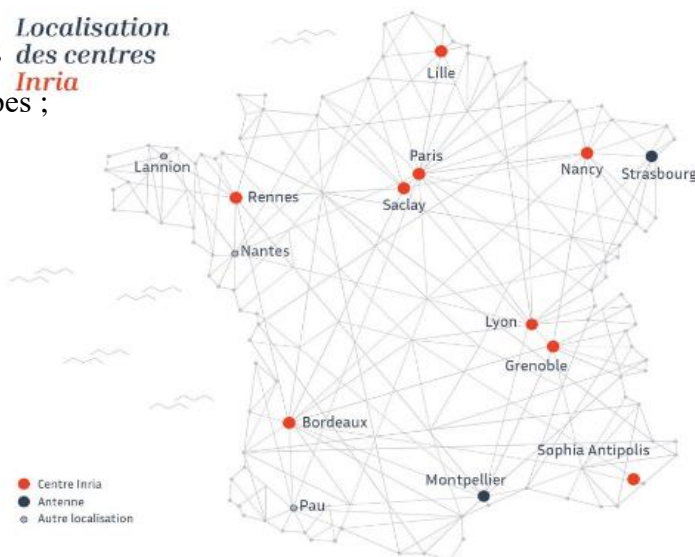 Localisation
des centres
Inria
;
Lille
Paris
Nancy
Strasbourg
Lannion
Rennes
Saclay
Nantes
Lyon
Grenoble
Bordeaux
Sophia Antipolis
Montpellier
Pau
Centre Inria
Antenne
Autre localisation